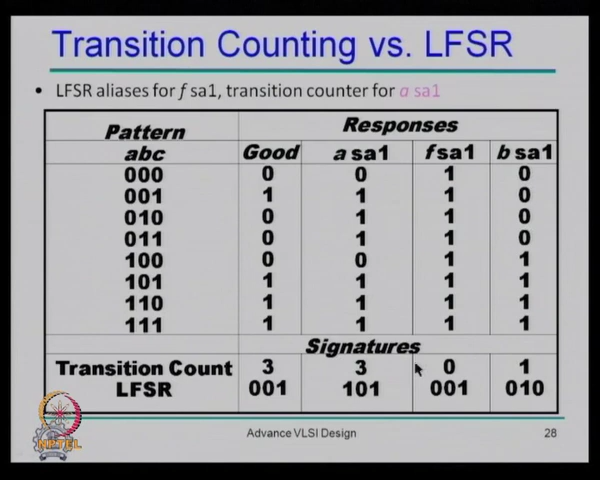 Transition Counting vs. LFSR
• LFSR aliases for f sa1, transition counter for a sa1
Pattern Responses
abc Good a sa1 f sa1 b sa1
000 0 0 1 0
001 1 1 1 0
010 0 1 1 0
011 0 1 1 0
100 0 0 1 1
101 1 1 1 1
110 1 1 1 1
111 1 1 1 1
Signatures
Transition Count 3 3 0 1
LFSR 001 101 001 010
NPTEL
Advance VLSI Design 28